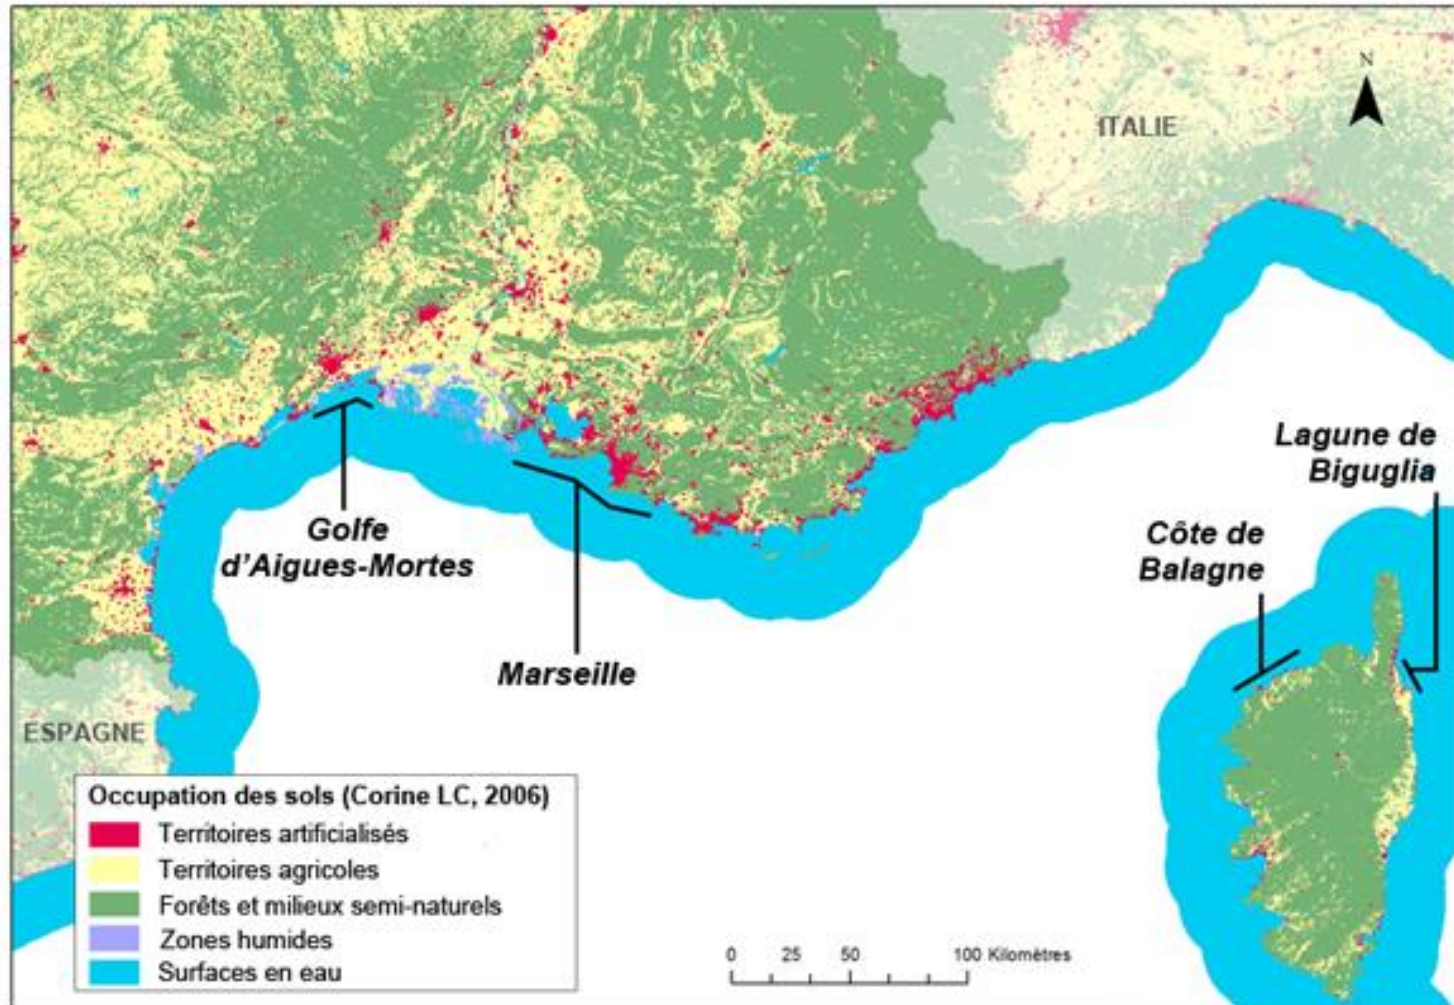 N
ITALIE
Lagune de
Biguglia
Golfe
d'Aigues-Mortes
Côte de
Balagne
Marseille
ESPAGNE
Occupation des sols (Corine LC, 2006)
Territoires artificialisés
Territoires agricoles
Forêts et milieux semi-naturels
Zones humides
Surfaces en eau
0 25 50 100 Kilomètres